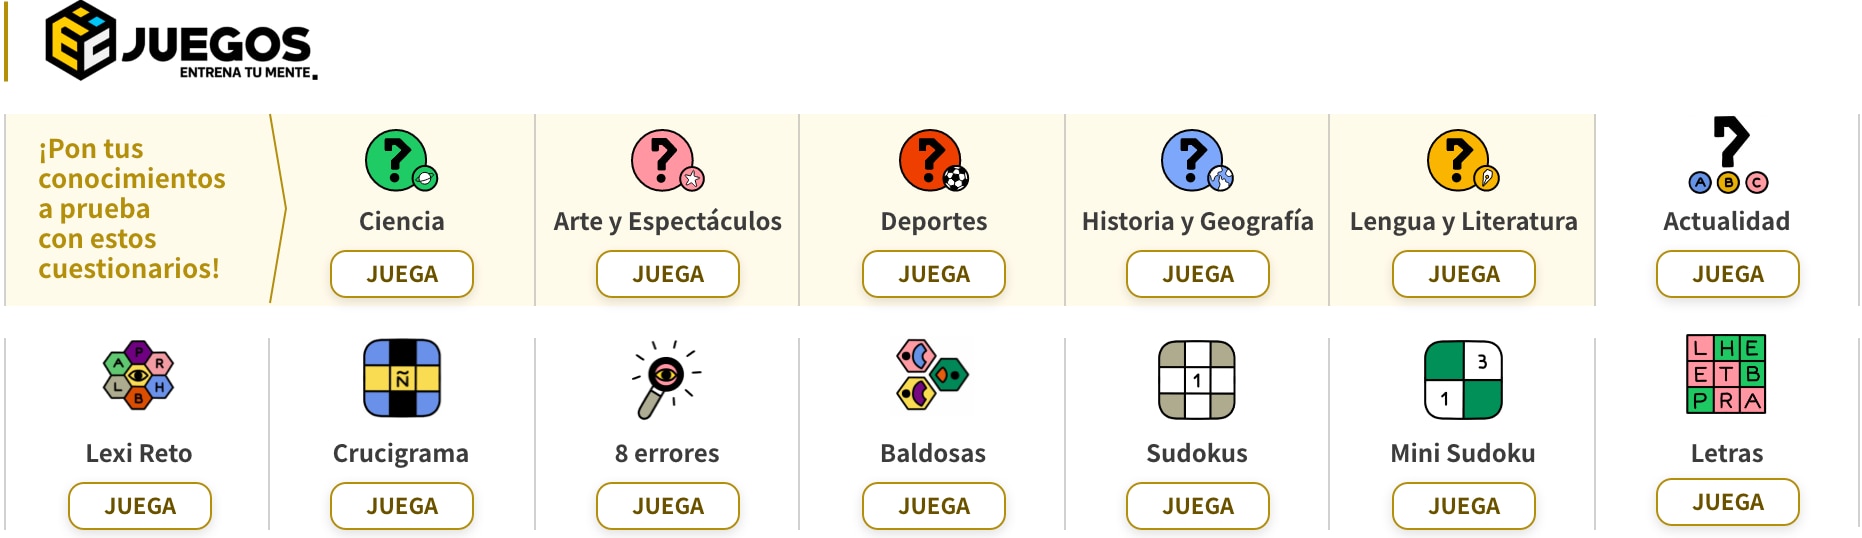 JUEGOS
ENTRENA TU MENTE.
¡Pon tus
conocimientos
a prueba
con estos
cuestionarios!
?
Ciencia
JUEGA
?
Arte y Espectáculos
JUEGA
?
Deportes
JUEGA
?
Historia y Geografía
JUEGA
?
Lengua y Literatura
JUEGA
?
A B C
Actualidad
JUEGA
P
A R
L H
B
Lexi Reto
JUEGA
Ñ
Crucigrama
JUEGA
8 errores
JUEGA
Baldosas
JUEGA
1
Sudokus
JUEGA
3
1
Mini Sudoku
JUEGA
L H E
E T B
P R A
Letras
JUEGA